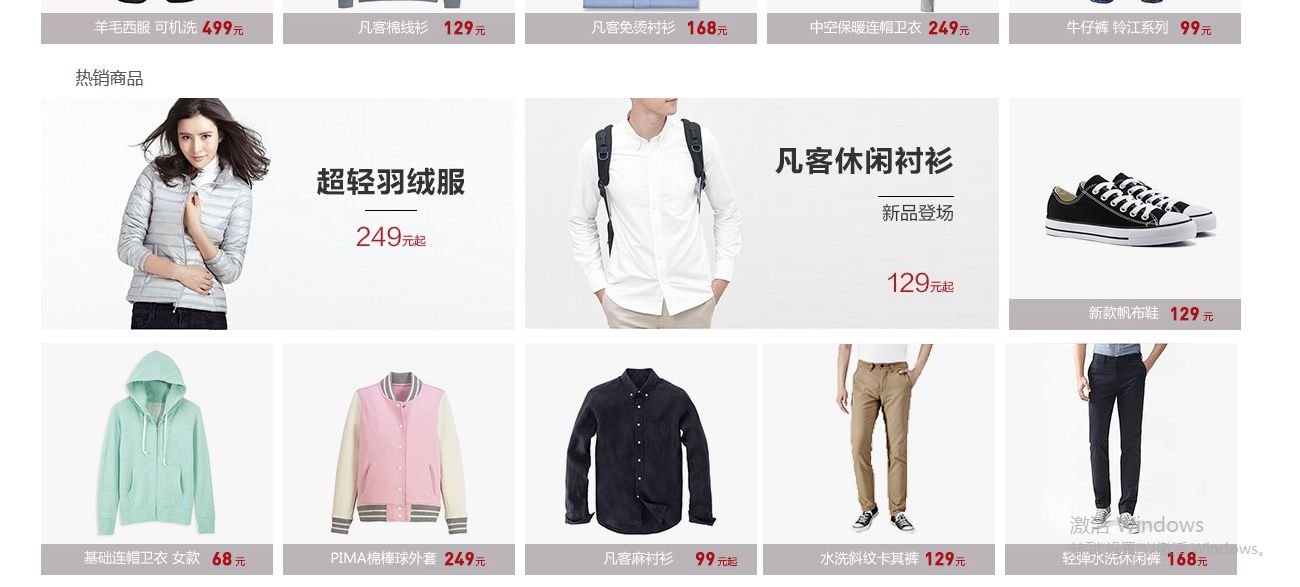 羊毛西服 可机洗 499元
凡客棉线衫 129元
凡客免烫衬衫 168元
中空保暖连帽卫衣 249元
牛仔裤 铃江系列 99元
热销商品
超轻羽绒服
249元起
凡客休闲衬衫
新品登场
129元起
新款帆布鞋 129 元
基础连帽卫衣 女款 68 元
PIMA棉棒球外套 249元
凡客麻衬衫 99元起
水洗斜纹卡其裤 129元
激活 Windows
轻弹水洗休闲裤 168元